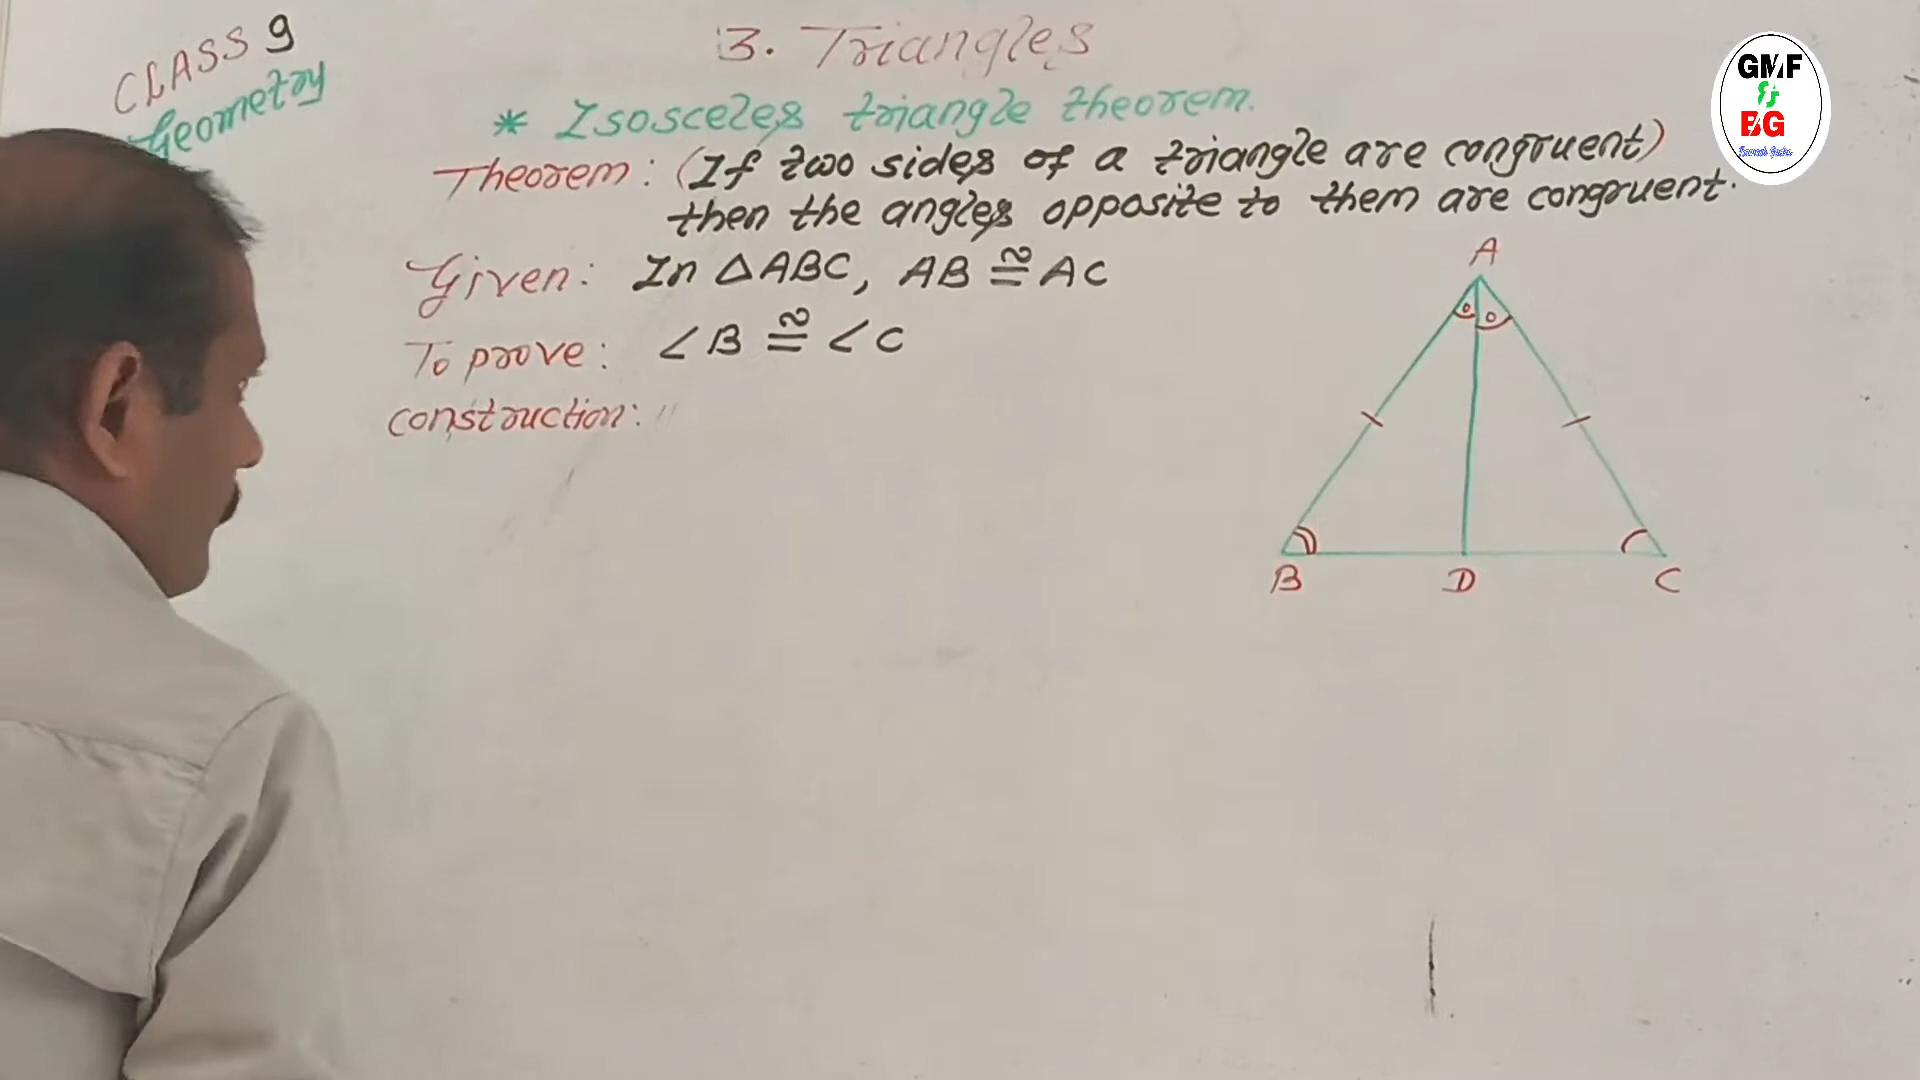 CLASS 9
Geometry
3. Triangles
* Isosceles triangle theorem.
Theorem: (If two sides of a triangle are congruent)
then the angles opposite to them are congruent.
Given: In △ABC, AB ≅ AC
To prove: ∠B ≅ ∠C
construction:
A
B D C
GMF
&
BG